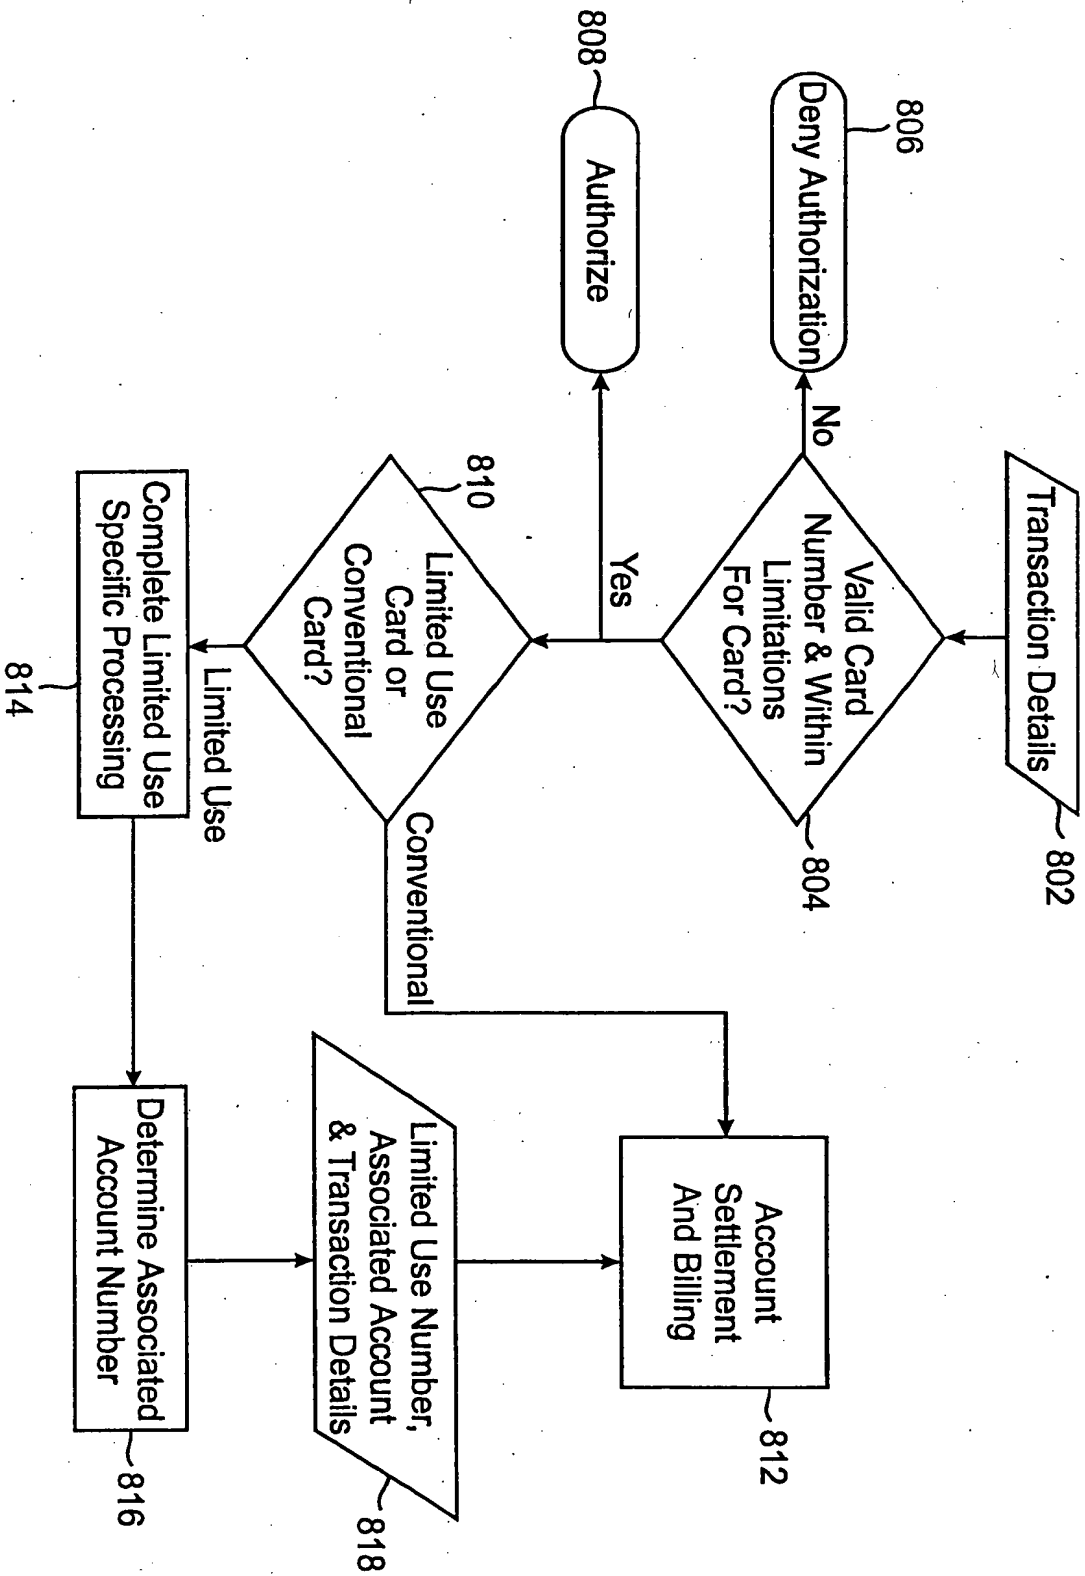 Transaction Details
802
806
Deny Authorization
No
Valid Card
Number & Within
Limitations
For Card?
804
808
Authorize
Yes
810
Limited Use
Card or
Conventional
Card?
Conventional
Account
Settlement
And Billing
812
Limited Use
Complete Limited Use
Specific Processing
814
Limited Use Number,
Associated Account
& Transaction Details
818
Determine Associated
Account Number
816